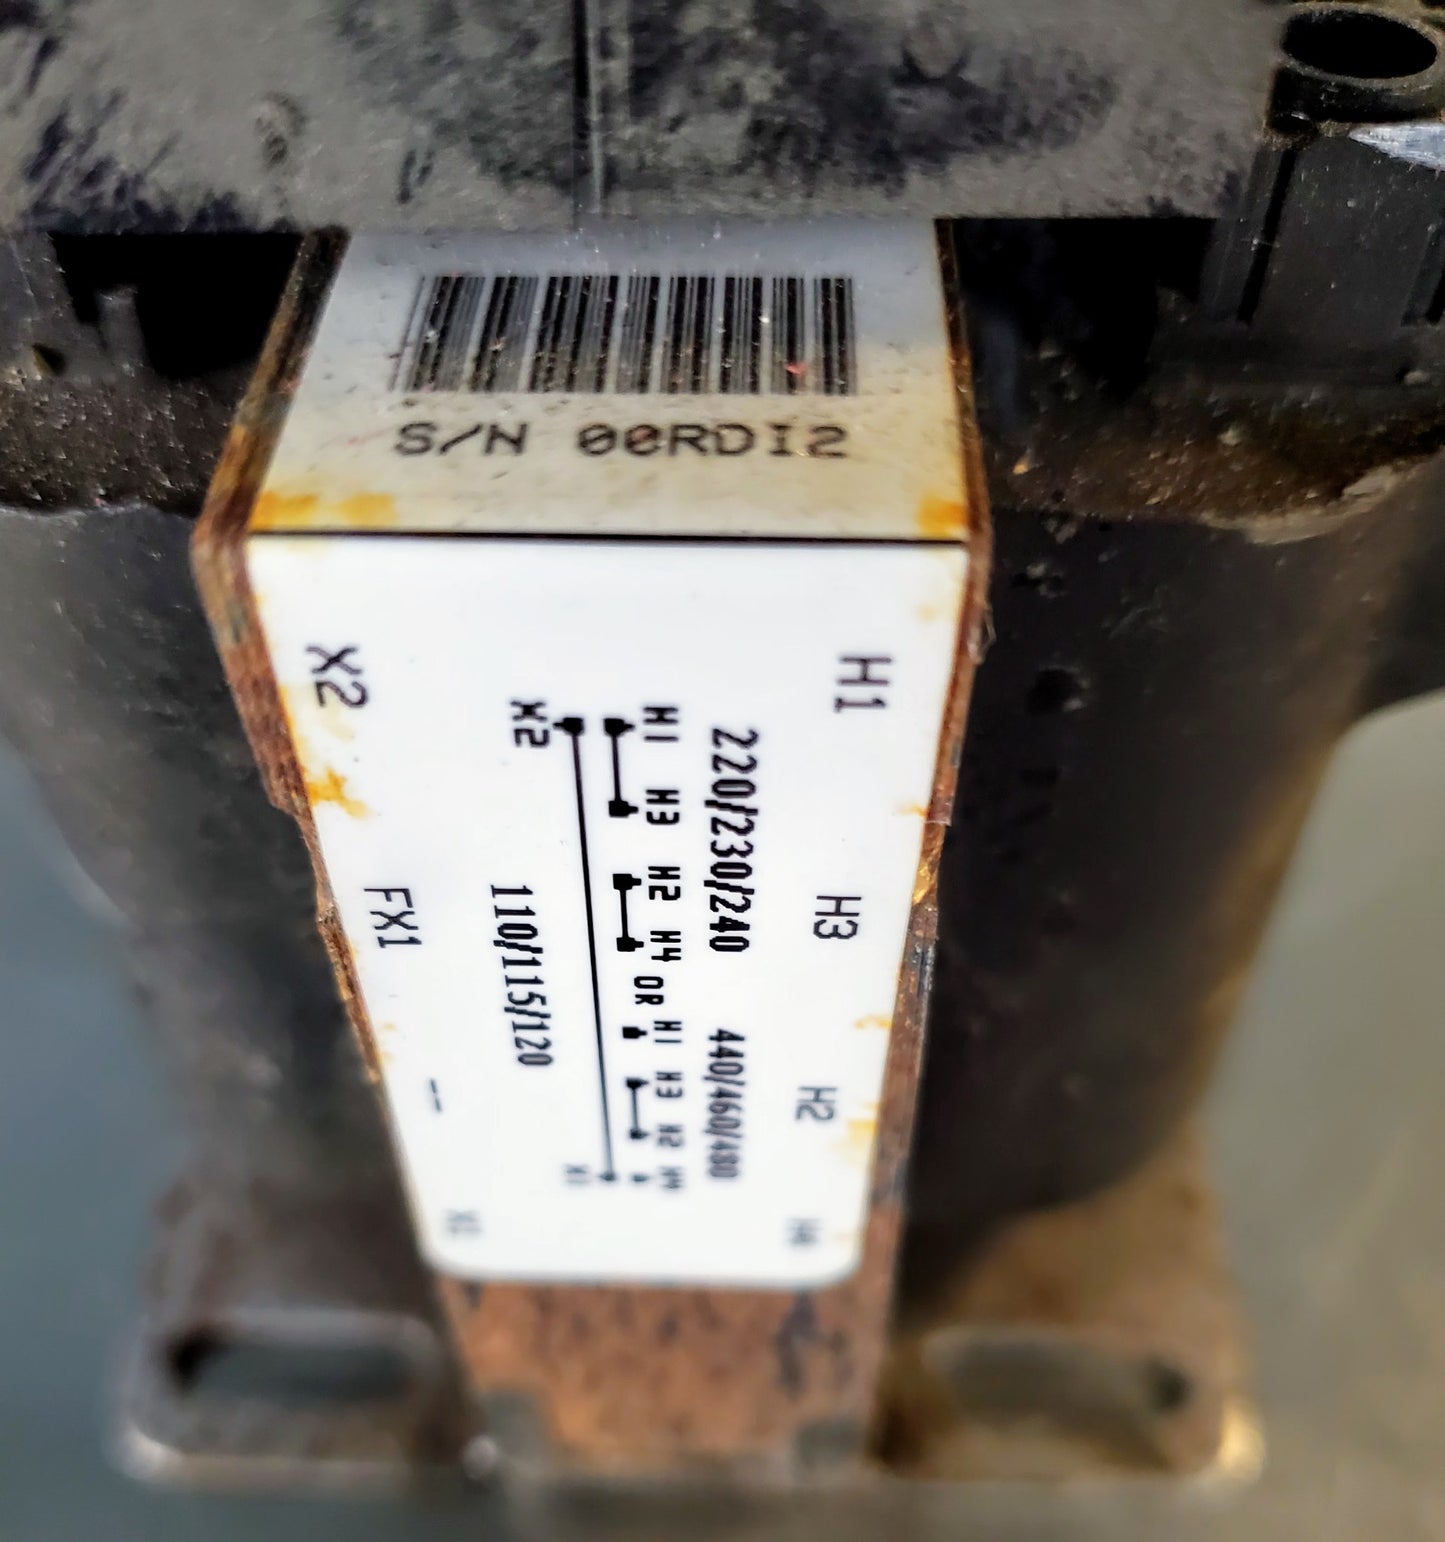 S/N 00RDI2
H1 H3 H2 H4
220/230/240 440/460/480
H1 H3 H2 H4 OR H1 H3 H2 H4
X2 X1
110/115/120
X2 FX1 - X1